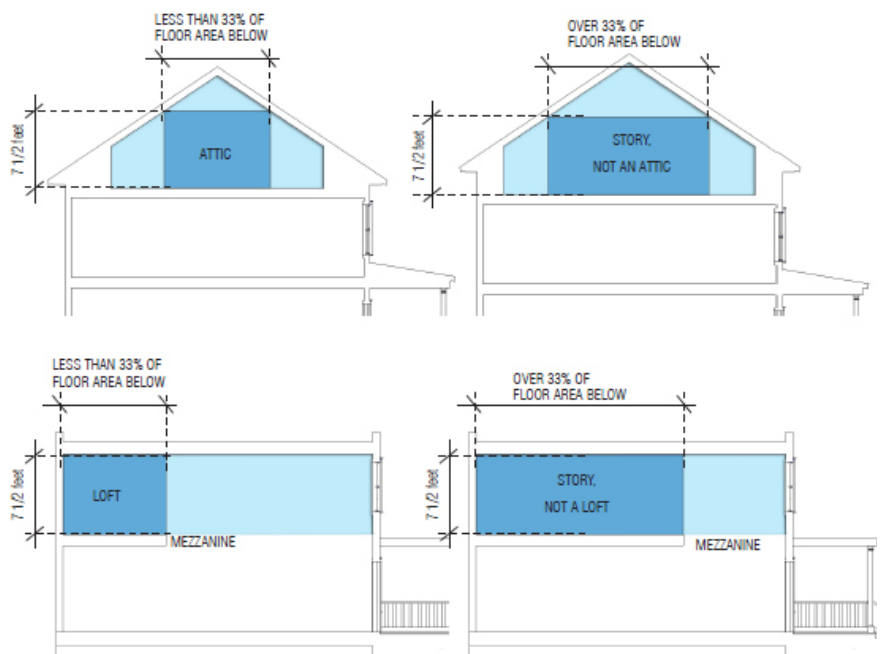 LESS THAN 33% OF
FLOOR AREA BELOW
7 1/2 feet
ATTIC
OVER 33% OF
FLOOR AREA BELOW
7 1/2 feet
STORY,
NOT AN ATTIC
LESS THAN 33% OF
FLOOR AREA BELOW
7 1/2 feet
LOFT
MEZZANINE
OVER 33% OF
FLOOR AREA BELOW
7 1/2 feet
STORY,
NOT A LOFT
MEZZANINE